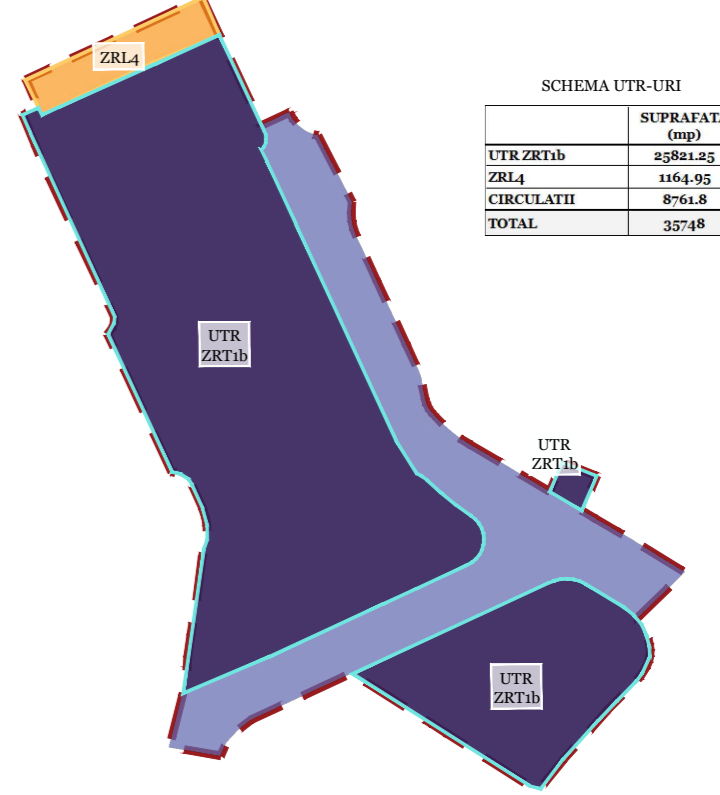 ZRL4
SCHEMA UTR-URI
SUPRAFATA
(mp)
UTR ZRT1b 25821.25
ZRL4 1164.95
CIRCULATII 8761.8
TOTAL 35748
UTR
ZRT1b
UTR
ZRT1b
UTR
ZRT1b